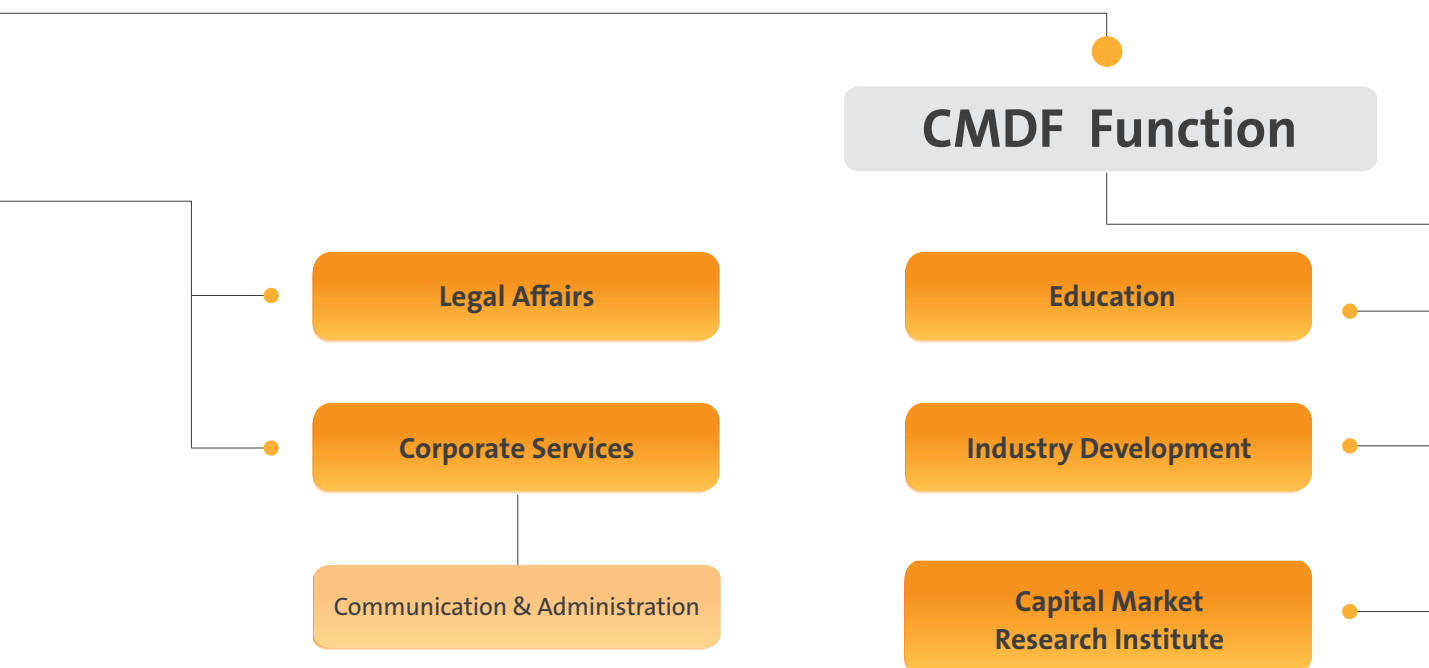 CMDF Function
Legal Affairs
Education
Corporate Services
Industry Development
Communication & Administration
Capital Market
Research Institute